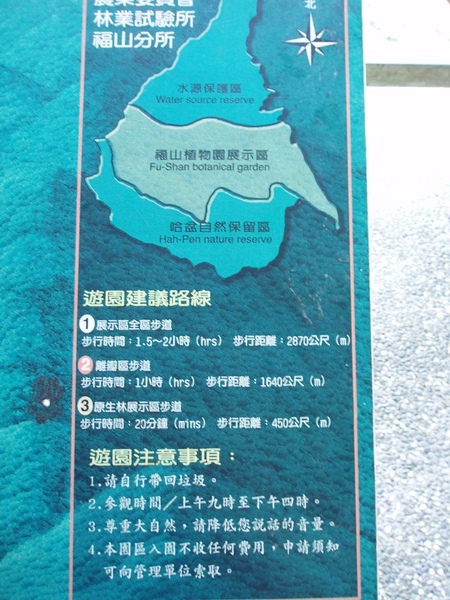 農業委員會
林業試驗所
福山分所
北
水源保護區
Water source reserve
福山植物園展示區
Fu-Shan botanical garden
哈盆自然保留區
Hah-Pen nature reserve
遊園建議路線
1 展示區全區步道
步行時間：1.5～2小時 (hrs) 步行距離：2870公尺 (m)
2 離瓣區步道
步行時間：1小時 (hrs) 步行距離：1640公尺 (m)
3 原生林展示區步道
步行時間：20分鐘 (mins) 步行距離：450公尺 (m)
遊園注意事項：
1.請自行帶回垃圾。
2.參觀時間／上午九時至下午四時。
3.尊重大自然，請降低您說話的音量。
4.本園區入園不收任何費用，申請須知
可向管理單位索取。